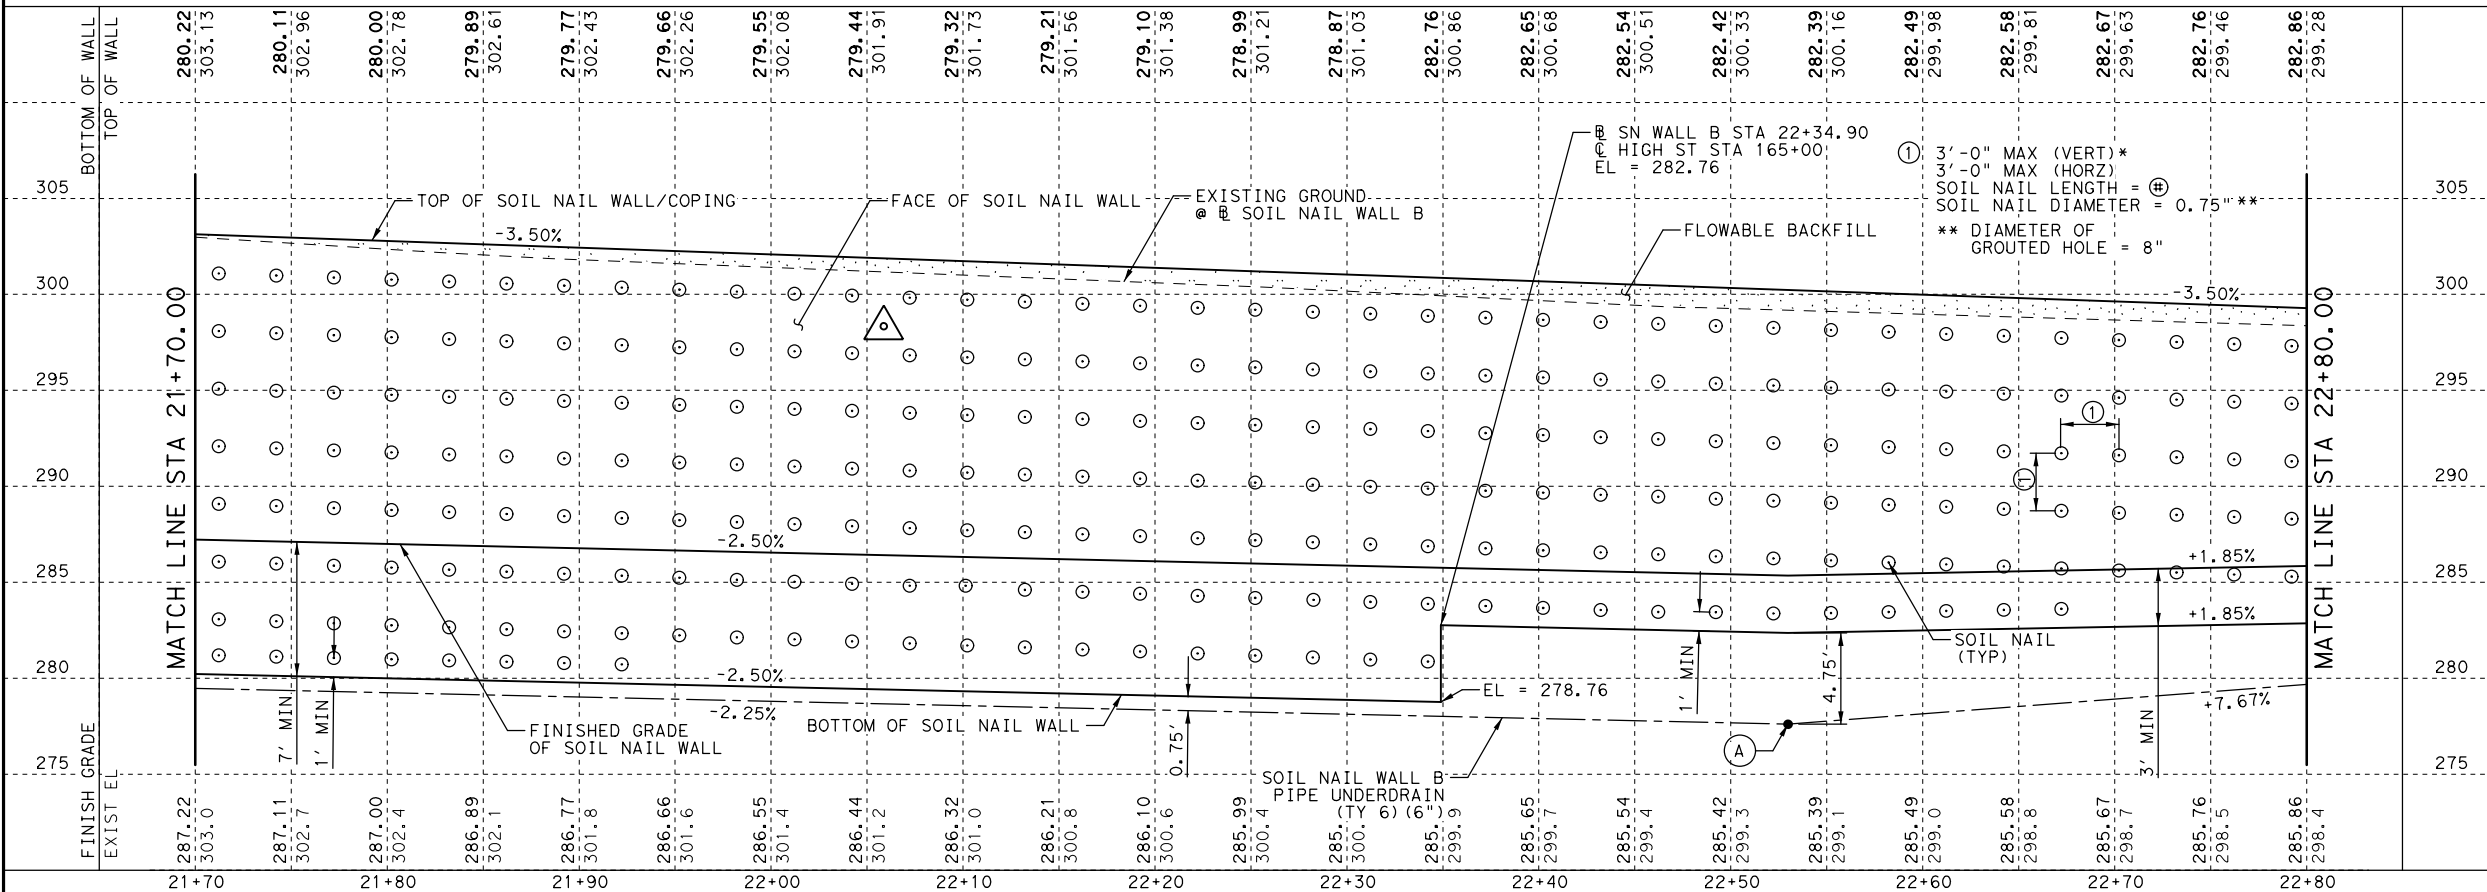 BOTTOM OF WALL
TOP OF WALL
280.22 280.11 280.00 279.89 279.77 279.66 279.55 279.44 279.32 279.21 279.10 278.99 278.87 282.76 282.65 282.54 282.42 282.39 282.49 282.58 282.67 282.76 282.86
303.13 302.96 302.78 302.61 302.43 302.26 302.08 301.91 301.73 301.56 301.38 301.21 301.03 300.86 300.68 300.51 300.33 300.16 299.98 299.81 299.63 299.46 299.28
℄ SN WALL B STA 22+34.90
℄ HIGH ST STA 165+00
EL = 282.76
① 3'-0" MAX (VERT)*
3'-0" MAX (HORZ)
SOIL NAIL LENGTH = #
SOIL NAIL DIAMETER = 0.75" **
** DIAMETER OF
GROUTED HOLE = 8"
305 305
TOP OF SOIL NAIL WALL/COPING
FACE OF SOIL NAIL WALL
EXISTING GROUND
@ ℄ SOIL NAIL WALL B
FLOWABLE BACKFILL
-3.50%
-3.50%
300 300
MATCH LINE STA 21+70.00
MATCH LINE STA 22+80.00
295 295
①
①
290 290
-2.50%
+1.85%
285 285
+1.85%
SOIL NAIL
(TYP)
280 280
-2.50%
EL = 278.76
1' MIN
4.75'
-2.25%
+7.67%
7' MIN
1' MIN
FINISHED GRADE
OF SOIL NAIL WALL
BOTTOM OF SOIL NAIL WALL
0.75'
A
3' MIN
275 275
SOIL NAIL WALL B
PIPE UNDERDRAIN
(TY 6)(6")
FINISH GRADE
EXIST EL
287.22 287.11 287.00 286.89 286.77 286.66 286.55 286.44 286.32 286.21 286.10 285.99 285.87 285.76 285.65 285.54 285.42 285.39 285.49 285.58 285.67 285.76 285.86
303.0 302.7 302.4 302.1 301.8 301.6 301.4 301.2 301.0 300.8 300.6 300.4 300. 299.9 299.7 299.4 299.3 299.1 299.0 298.8 298.7 298.5 298.4
21+70 21+80 21+90 22+00 22+10 22+20 22+30 22+40 22+50 22+60 22+70 22+80